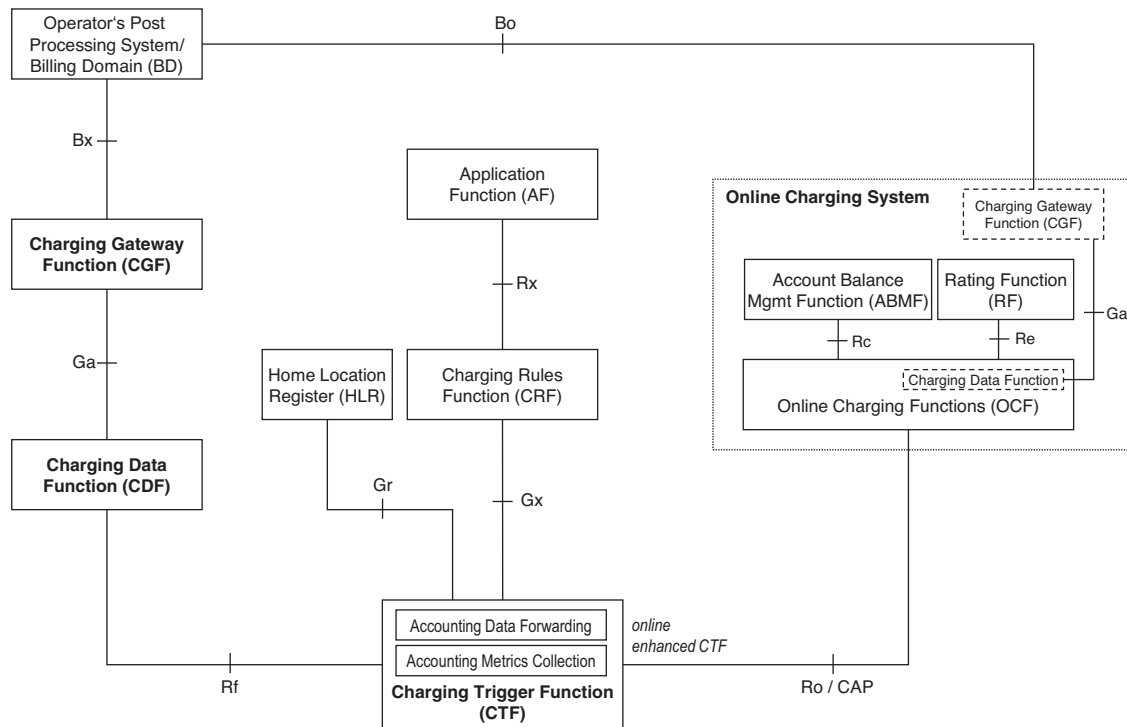 Operator‘s Post
Processing System/
Billing Domain (BD)
Bo
Bx
Application
Function (AF)
Online Charging System
Charging Gateway
Function (CGF)
Charging Gateway
Function (CGF)
Account Balance
Mgmt Function (ABMF)
Rating Function
(RF)
Rx
Ga
Rc
Re
Ga
Home Location
Register (HLR)
Charging Rules
Function (CRF)
Charging Data Function
Online Charging Functions (OCF)
Charging Data
Function (CDF)
Gr
Gx
Accounting Data Forwarding
Accounting Metrics Collection
Charging Trigger Function
(CTF)
online
enhanced CTF
Rf
Ro / CAP